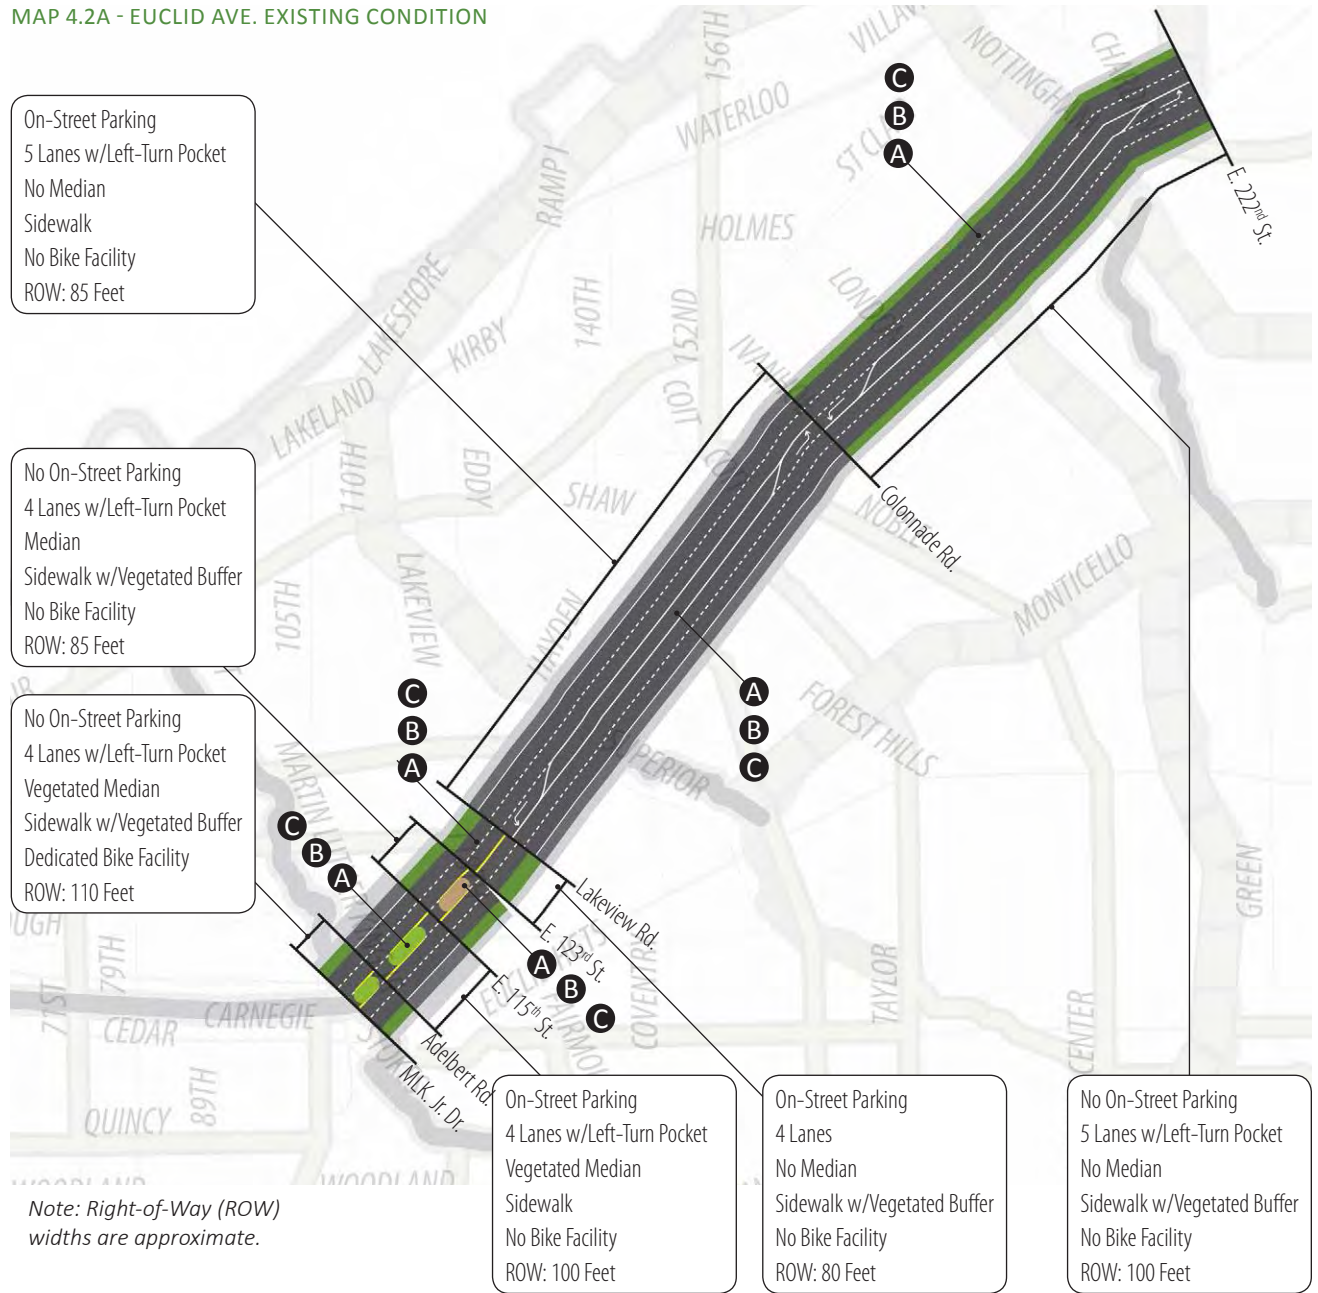 MAP 4.2A - EUCLID AVE. EXISTING CONDITION
On-Street Parking
5 Lanes w/Left-Turn Pocket
No Median
Sidewalk
No Bike Facility
ROW: 85 Feet
No On-Street Parking
4 Lanes w/Left-Turn Pocket
Median
Sidewalk w/Vegetated Buffer
No Bike Facility
ROW: 85 Feet
No On-Street Parking
4 Lanes w/Left-Turn Pocket
Vegetated Median
Sidewalk w/Vegetated Buffer
Dedicated Bike Facility
ROW: 110 Feet
156TH
WATERLOO
RAMP I
HOLMES
LAKESHORE
KIRBY
140TH
152ND
LAKELAND
110TH
EDDY
COIT
SHAW
NOBLE
MONTICELLO
105TH
LAKEVIEW
HAYDEN
FOREST HILLS
SUPERIOR
GREEN
TAYLOR
CENTER
71ST
79TH
CEDAR
CARNEGIE
89TH
QUINCY
WOODLAND
WOODLAND
C
B
A
A
B
C
C
B
A
C
B
A
A
B
C
E. 222nd St.
Colonnade Rd.
Lakeview Rd.
E. 123rd St.
E. 115th St.
Adelbert Rd.
MLK. Jr. Dr.
On-Street Parking
4 Lanes w/Left-Turn Pocket
Vegetated Median
Sidewalk
No Bike Facility
ROW: 100 Feet
On-Street Parking
4 Lanes
No Median
Sidewalk w/Vegetated Buffer
No Bike Facility
ROW: 80 Feet
No On-Street Parking
5 Lanes w/Left-Turn Pocket
No Median
Sidewalk w/Vegetated Buffer
No Bike Facility
ROW: 100 Feet
Note: Right-of-Way (ROW)
widths are approximate.